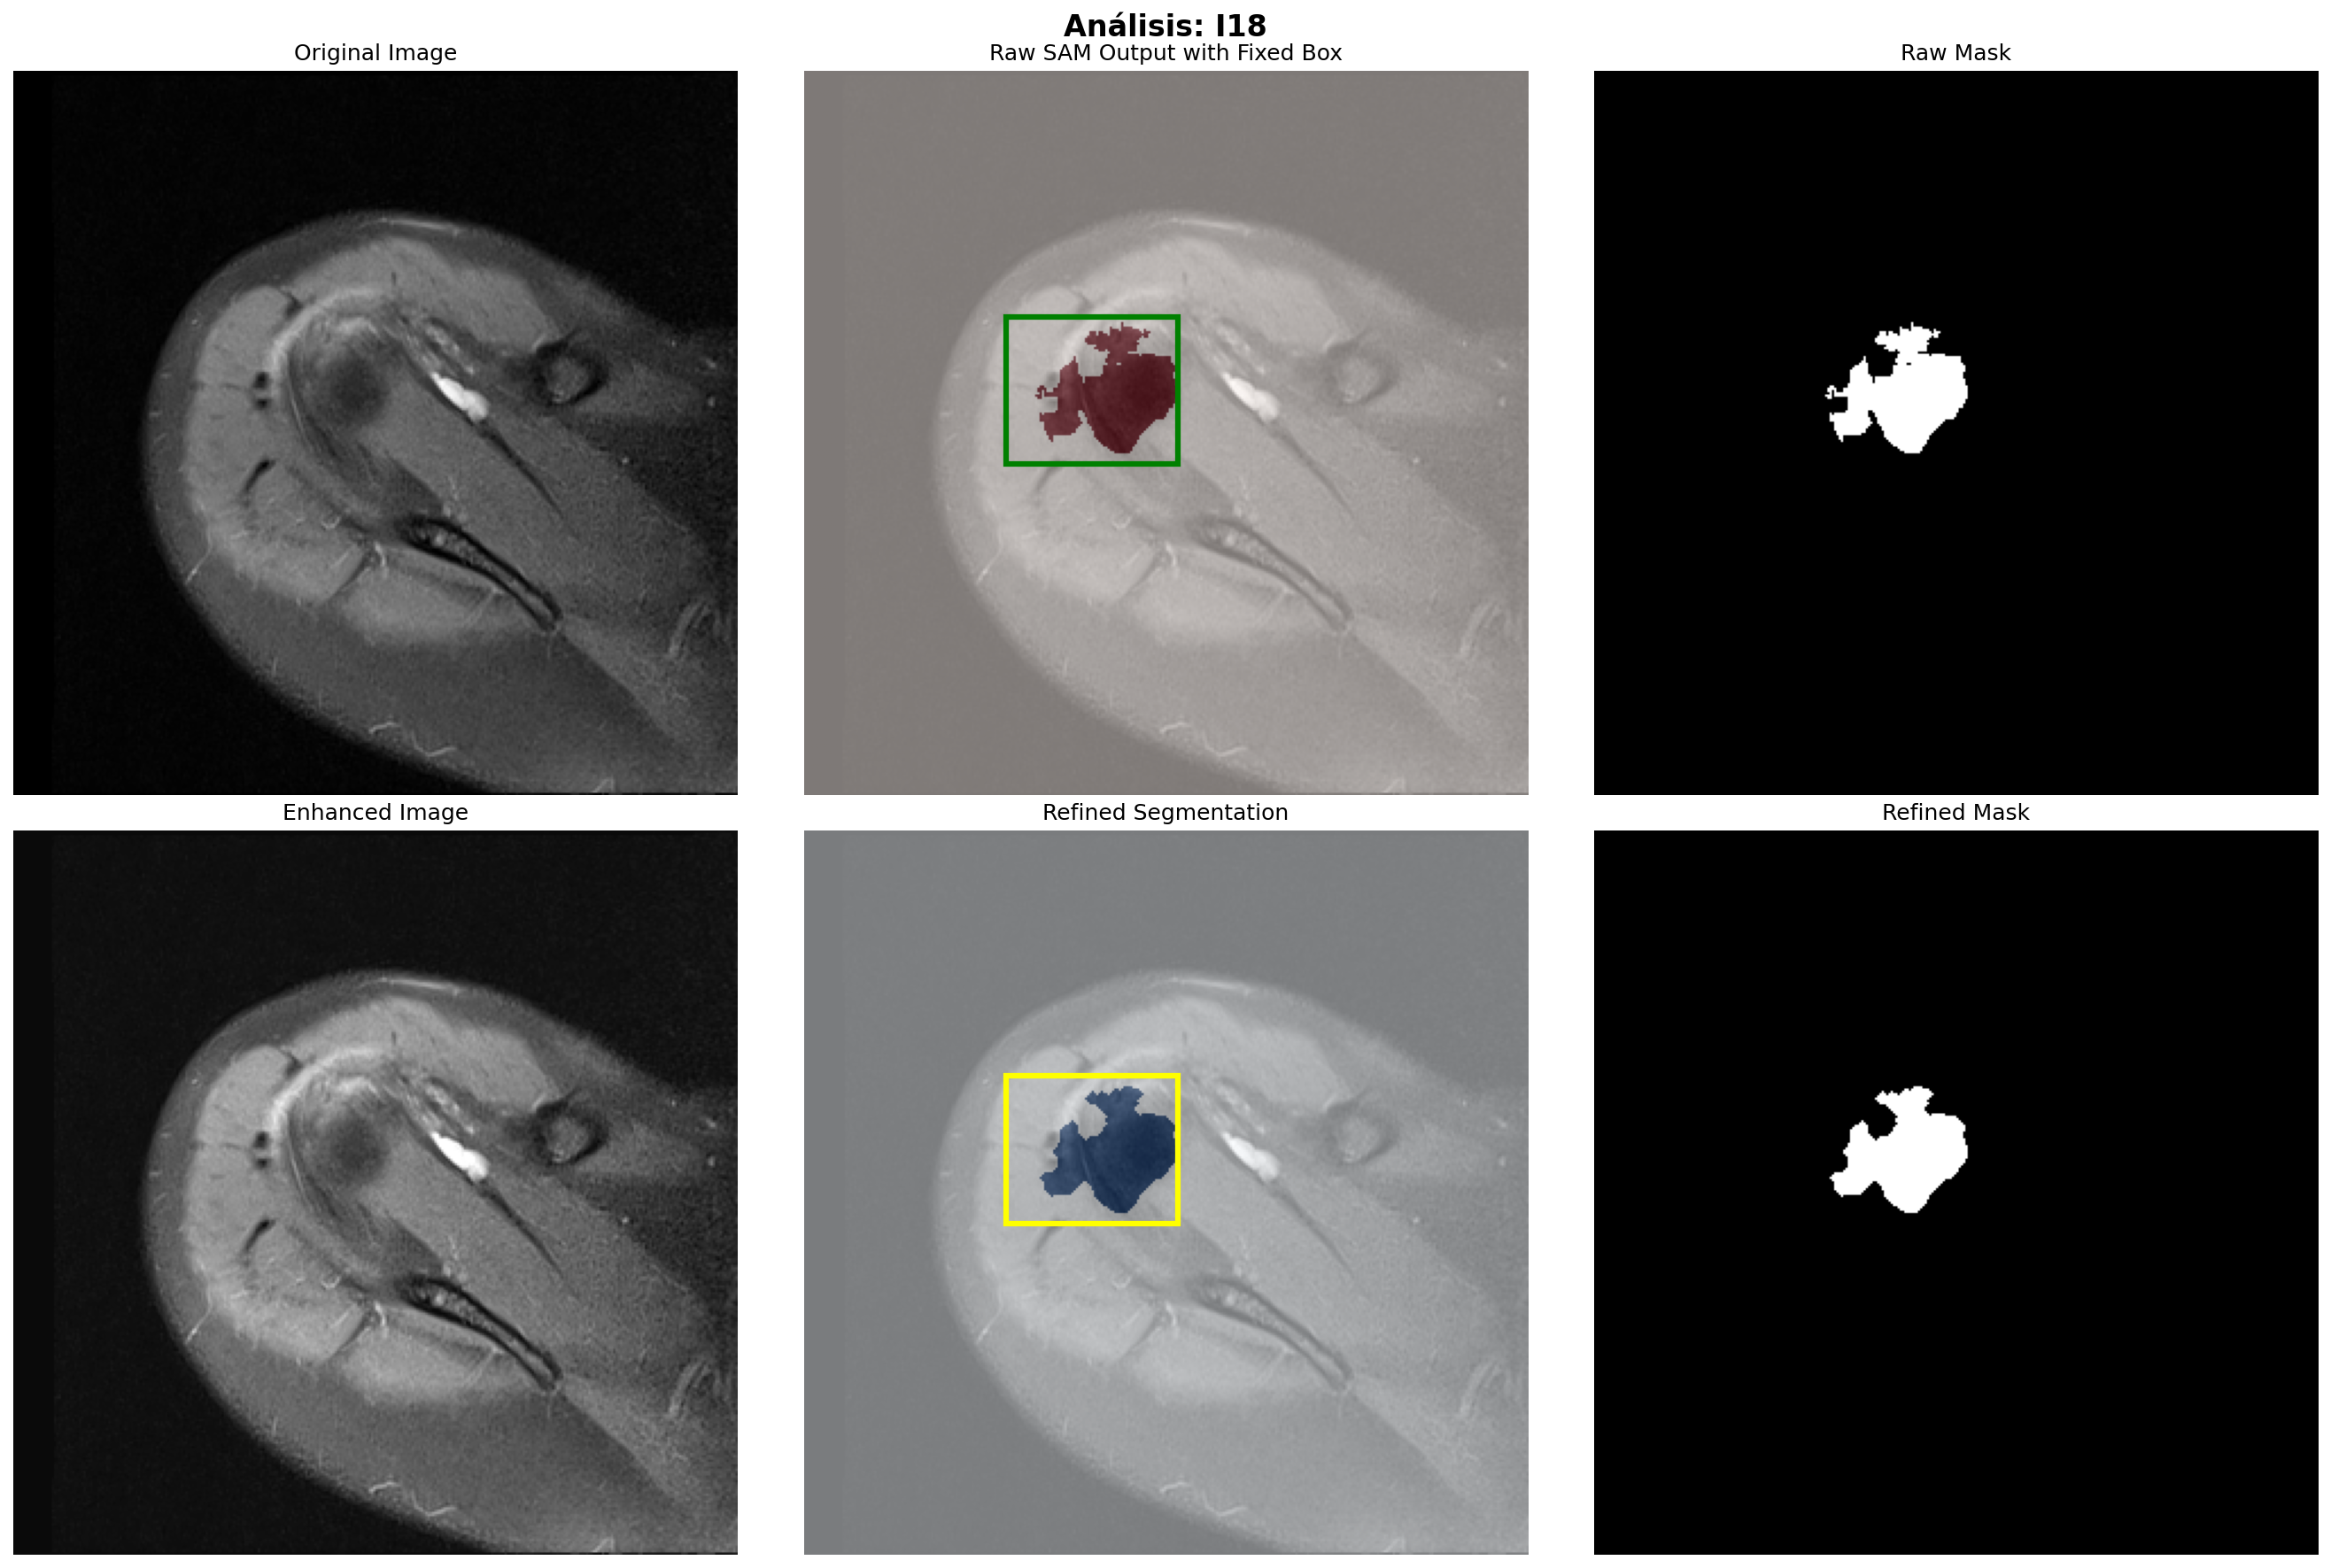 Análisis: I18
Original Image
Raw SAM Output with Fixed Box
Raw Mask
Enhanced Image
Refined Segmentation
Refined Mask